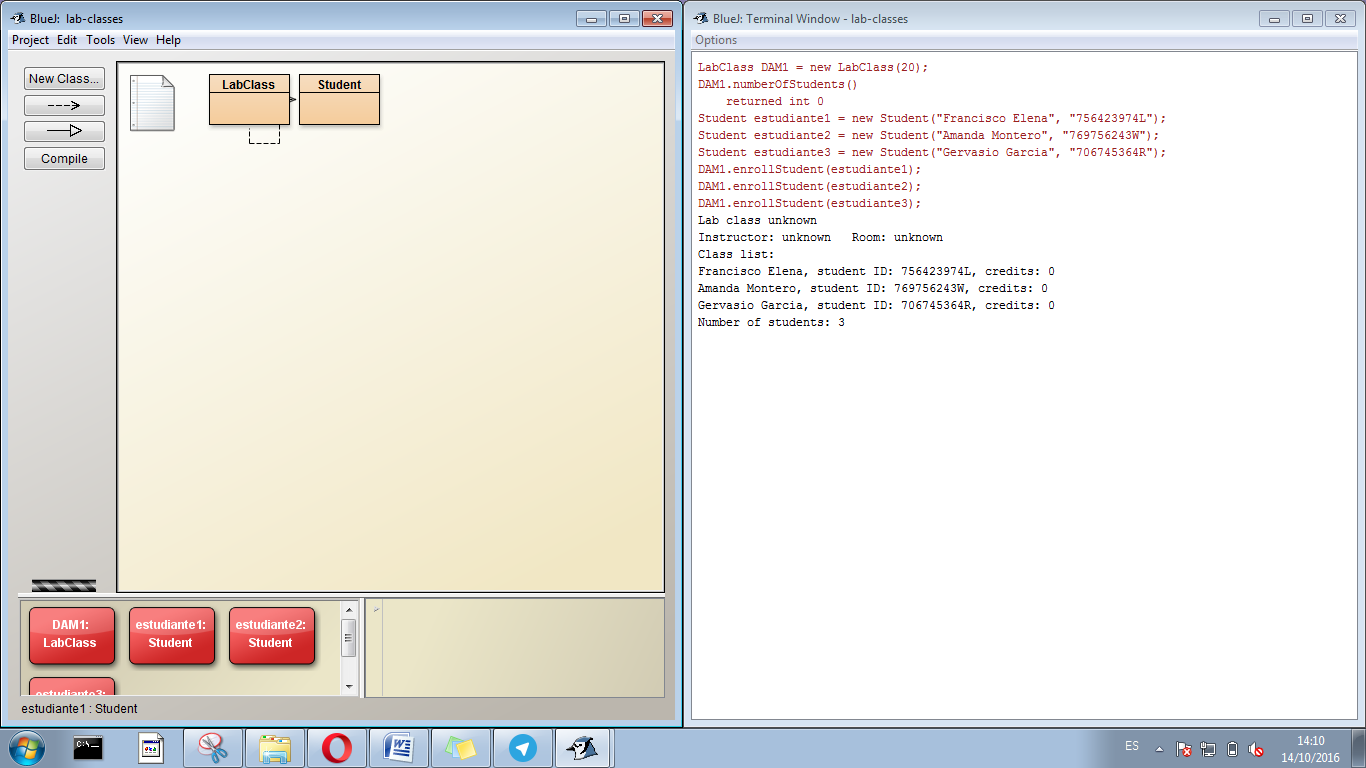 BlueJ: lab-classes
Project Edit Tools View Help
New Class...
Compile
LabClass
Student
DAM1:
LabClass
estudiante1:
Student
estudiante2:
Student
estudiante3:
estudiante1 : Student
BlueJ: Terminal Window - lab-classes
Options
LabClass DAM1 = new LabClass(20);
DAM1.numberOfStudents()
    returned int 0
Student estudiante1 = new Student("Francisco Elena", "756423974L");
Student estudiante2 = new Student("Amanda Montero", "769756243W");
Student estudiante3 = new Student("Gervasio Garcia", "706745364R");
DAM1.enrollStudent(estudiante1);
DAM1.enrollStudent(estudiante2);
DAM1.enrollStudent(estudiante3);
Lab class unknown
Instructor: unknown   Room: unknown
Class list:
Francisco Elena, student ID: 756423974L, credits: 0
Amanda Montero, student ID: 769756243W, credits: 0
Gervasio Garcia, student ID: 706745364R, credits: 0
Number of students: 3
C:\
ES
14:10
14/10/2016